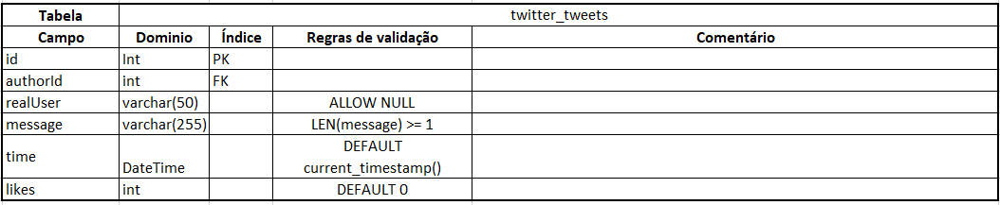 Tabela twitter_tweets
Campo Dominio Índice Regras de validação Comentário
id Int PK
authorId int FK
realUser varchar(50) ALLOW NULL
message varchar(255) LEN(message) >= 1
time DateTime DEFAULT
current_timestamp()
likes int DEFAULT 0